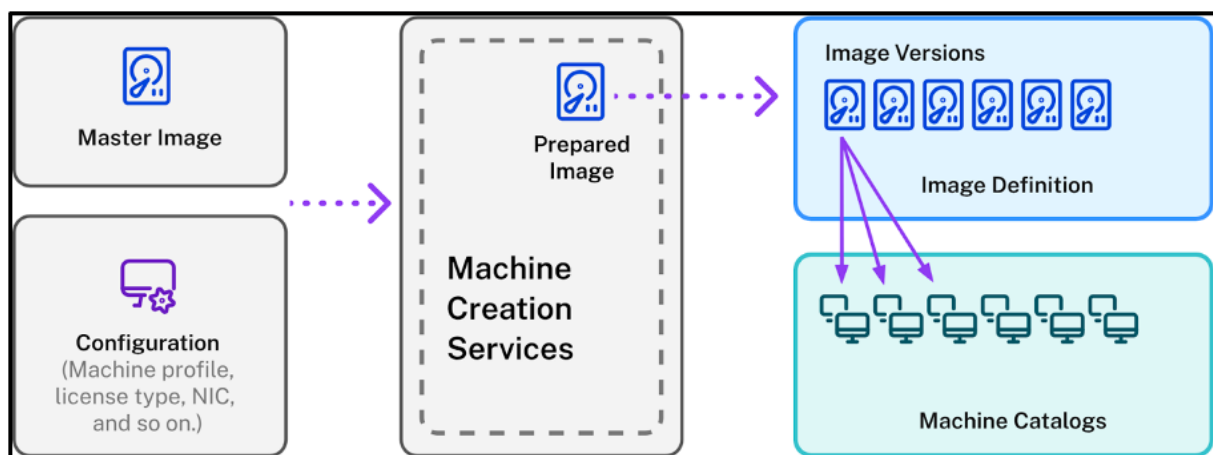 Master Image
Configuration
(Machine profile,
license type, NIC,
and so on.)
Prepared
Image
Machine
Creation
Services
Image Versions
Image Definition
Machine Catalogs